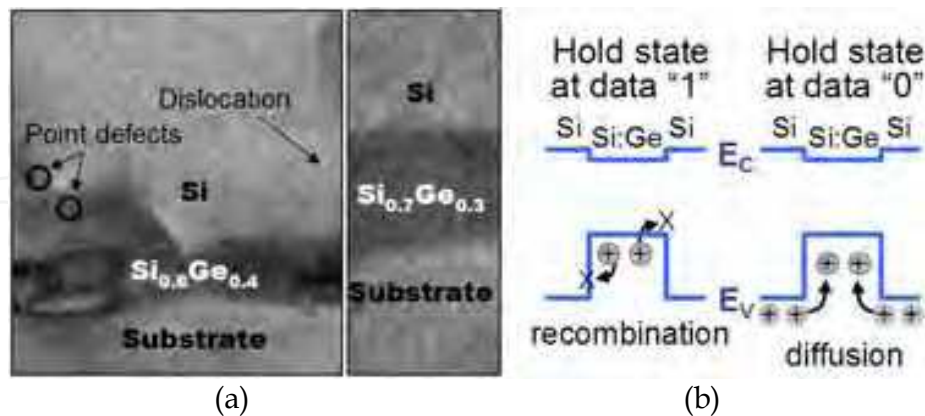 Dislocation
Point defects
Si
Si0.6Ge0.4
Substrate
Si
Si0.7Ge0.3
Substrate
(a)
Hold state
at data "1"
Si Si:Ge Si
EC
EV
recombination
Hold state
at data "0"
Si Si:Ge Si
diffusion
(b)